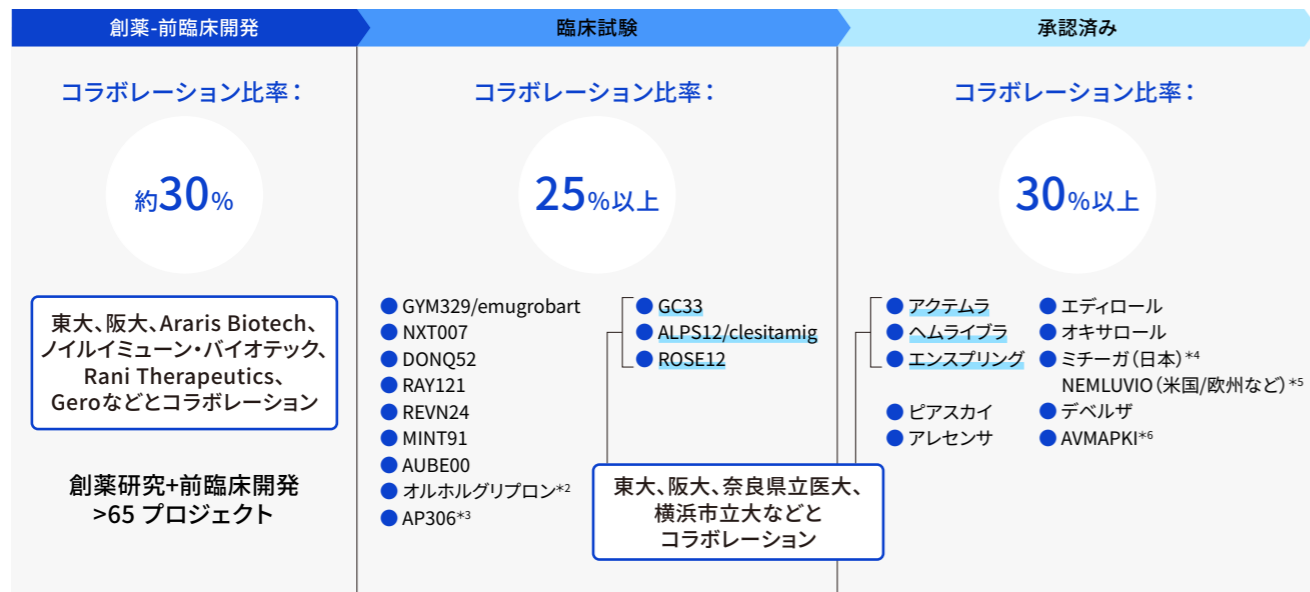 創薬-前臨床開発
臨床試験
承認済み
コラボレーション比率：
約30%
東大、阪大、Araris Biotech、
ノイルイミューン・バイオテック、
Rani Therapeutics、
Geroなどとコラボレーション
創薬研究+前臨床開発
>65 プロジェクト
コラボレーション比率：
25%以上
●GYM329/emugrobart
●NXT007
●DONQ52
●RAY121
●REVN24
●MINT91
●AUBE00
●オルホルグリプロン*2
●AP306*3
●GC33
●ALPS12/clesitamig
●ROSE12
東大、阪大、奈良県立医大、
横浜市立大などと
コラボレーション
コラボレーション比率：
30%以上
●アクテムラ
●ヘムライブラ
●エンスプリング
●ピアスカイ
●アレセンサ
●エディロール
●オキサロール
●ミチーガ（日本）*4
NEMLUVIO（米国/欧州など）*5
●デベルザ
●AVMAPKI*6